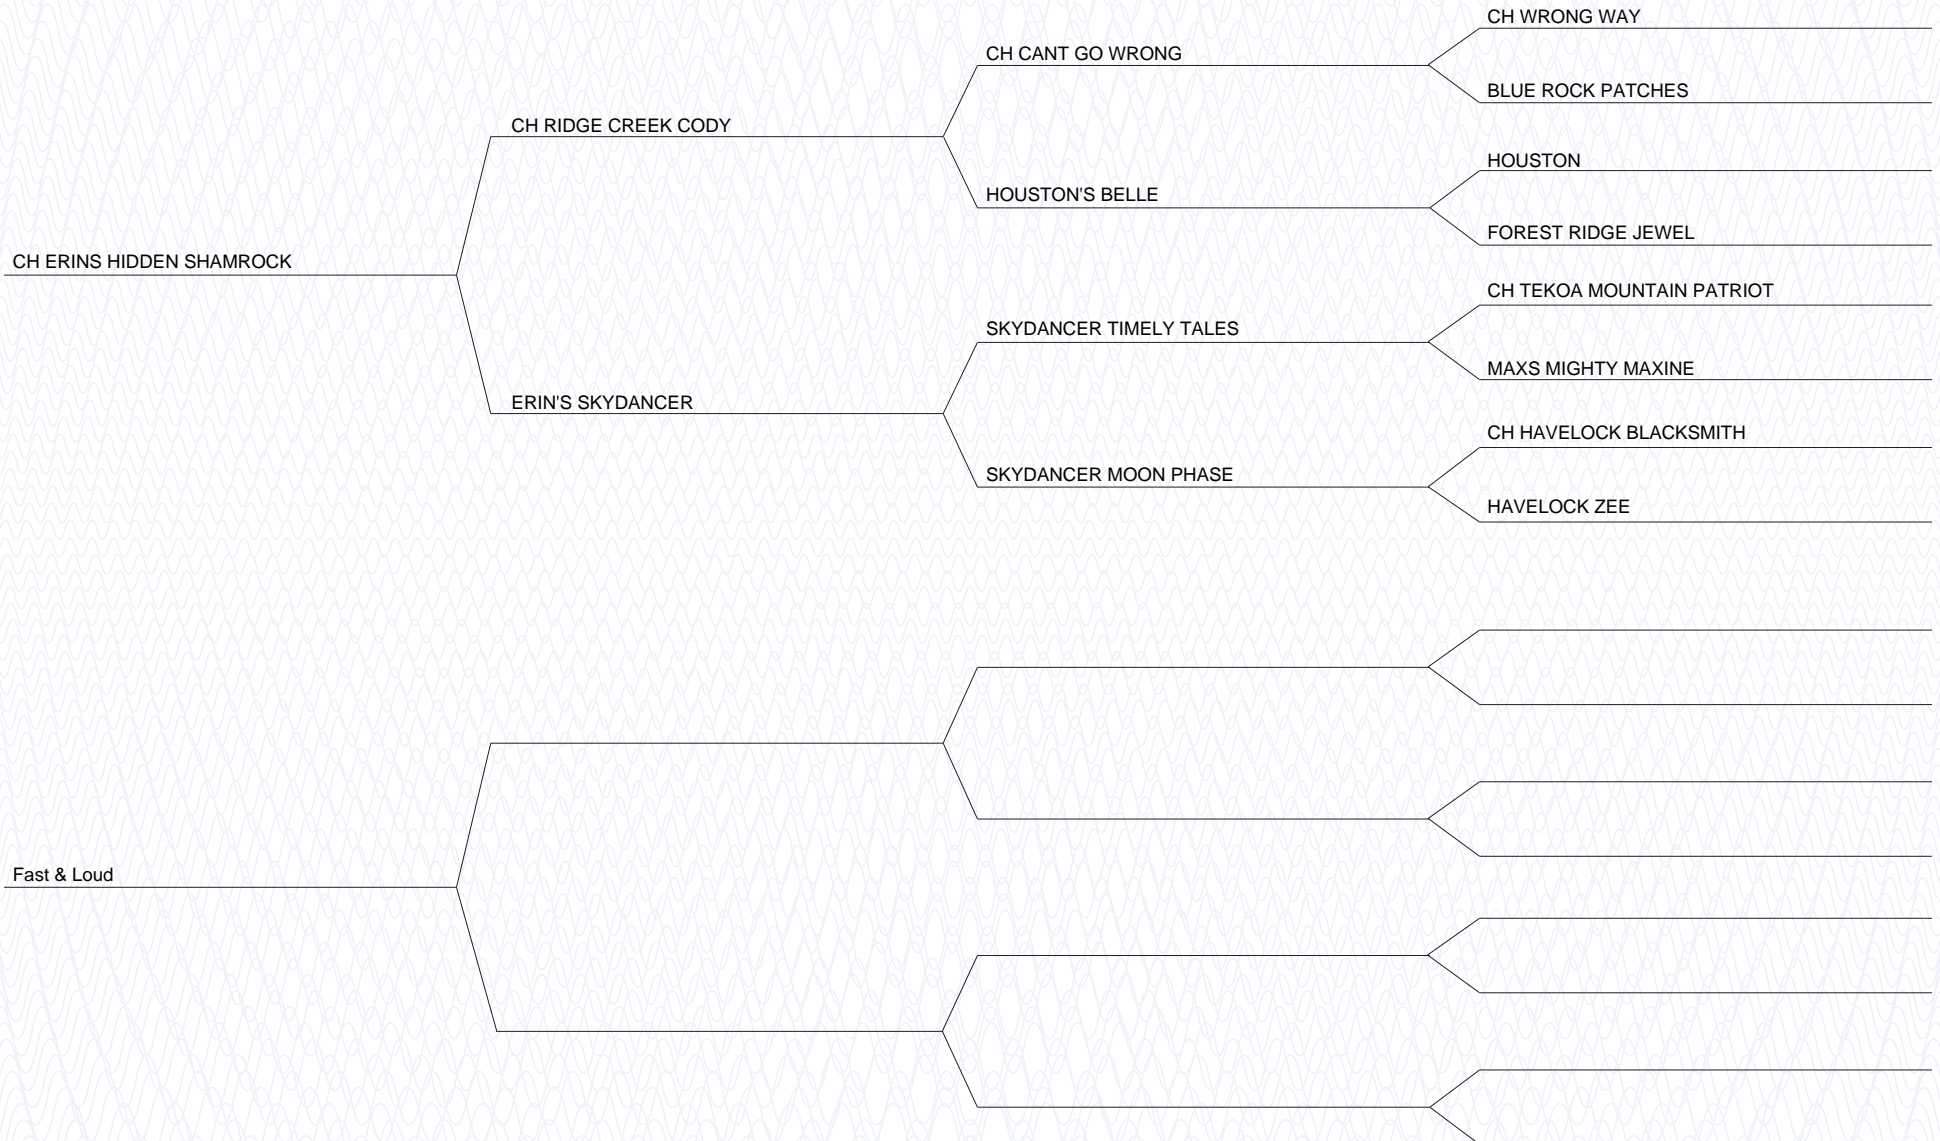 CH WRONG WAY
CH CANT GO WRONG
BLUE ROCK PATCHES
CH RIDGE CREEK CODY
HOUSTON
HOUSTON'S BELLE
FOREST RIDGE JEWEL
CH ERINS HIDDEN SHAMROCK
CH TEKOA MOUNTAIN PATRIOT
SKYDANCER TIMELY TALES
MAXS MIGHTY MAXINE
ERIN'S SKYDANCER
CH HAVELOCK BLACKSMITH
SKYDANCER MOON PHASE
HAVELOCK ZEE
Fast & Loud